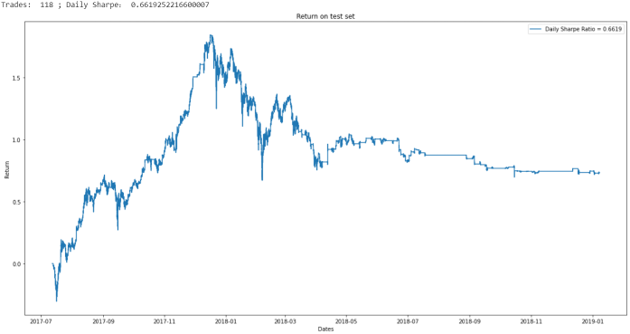 Trades:  118 ; Daily Sharpe:  0.6619252216600007
Return on test set
Daily Sharpe Ratio = 0.6619
1.5
1.0
0.5
0.0
Return
2017-07
2017-09
2017-11
2018-01
2018-03
2018-05
2018-07
2018-09
2018-11
2019-01
Dates